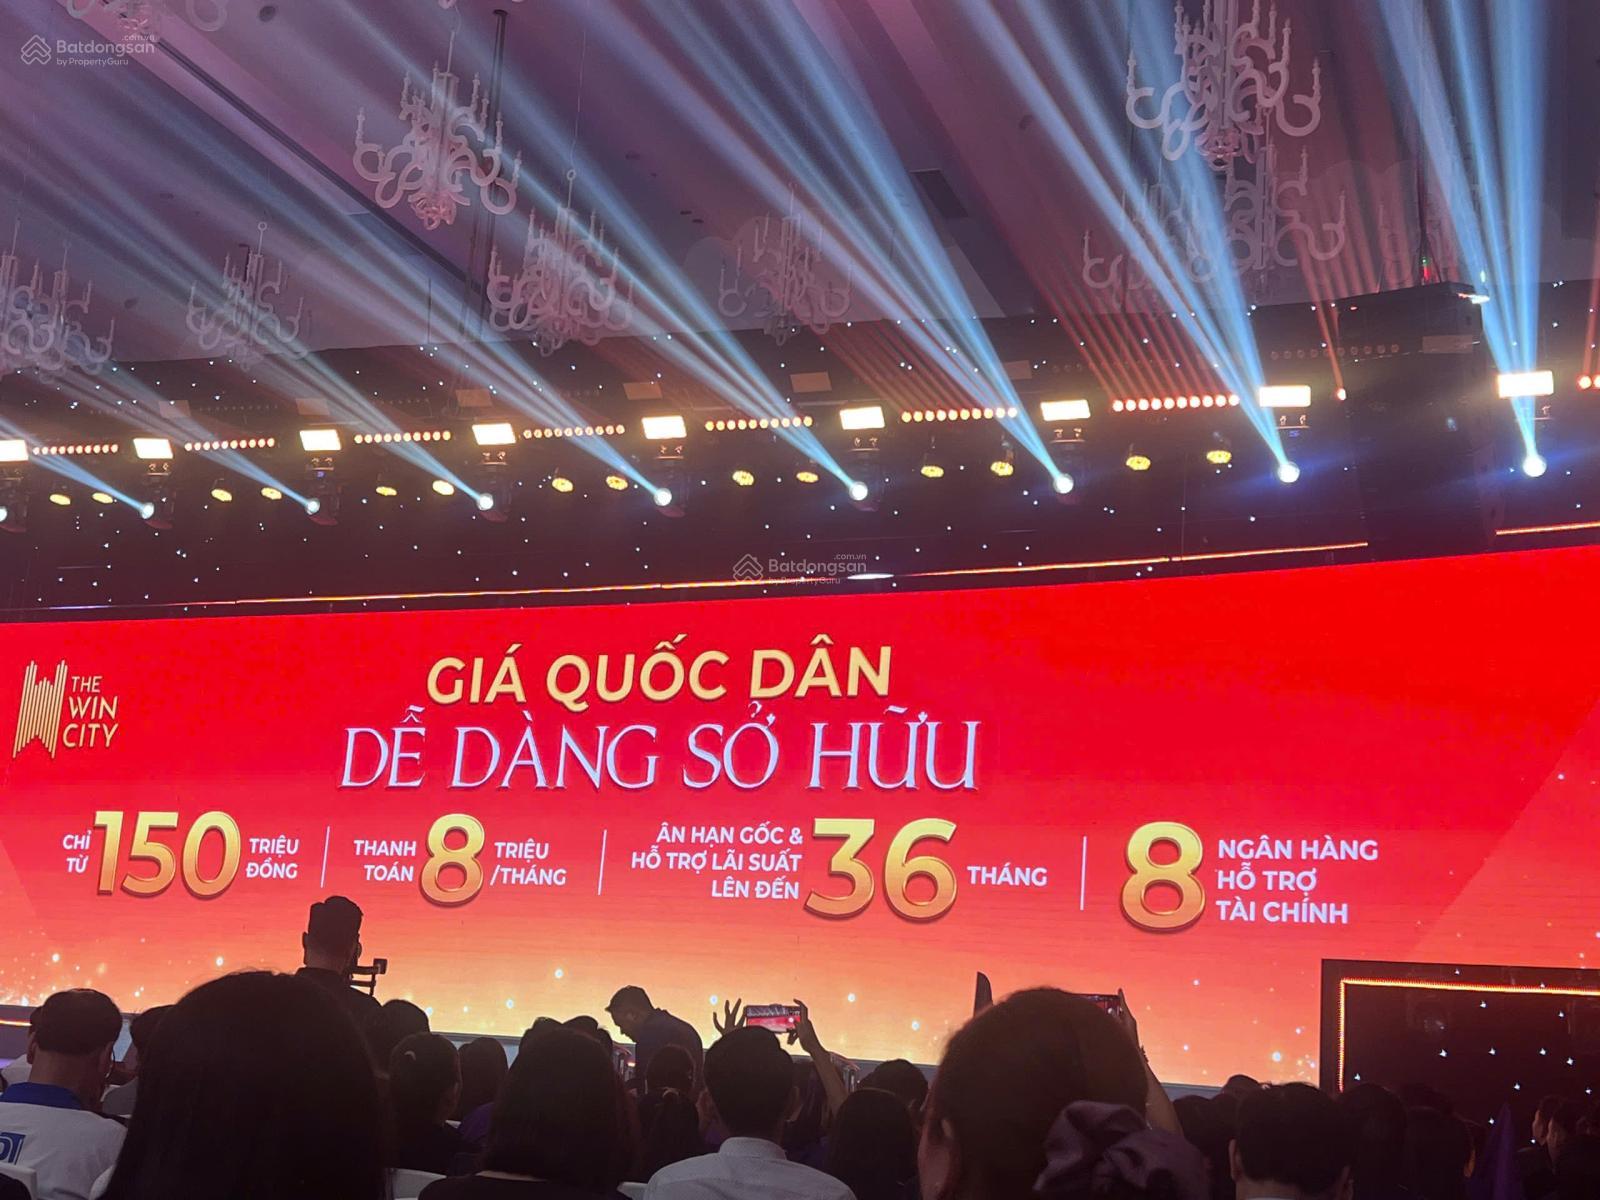 Batdongsan
.com.vn
by PropertyGuru
Batdongsan
.com.vn
by PropertyGuru
THE
WIN
CITY
GIÁ QUỐC DÂN
DỄ DÀNG SỞ HỮU
CHỈ
TỪ
150
TRIỆU
ĐỒNG
THANH
TOÁN
8
TRIỆU
/THÁNG
ÂN HẠN GỐC &
HỖ TRỢ LÃI SUẤT
LÊN ĐẾN
36
THÁNG
8
NGÂN HÀNG
HỖ TRỢ
TÀI CHÍNH